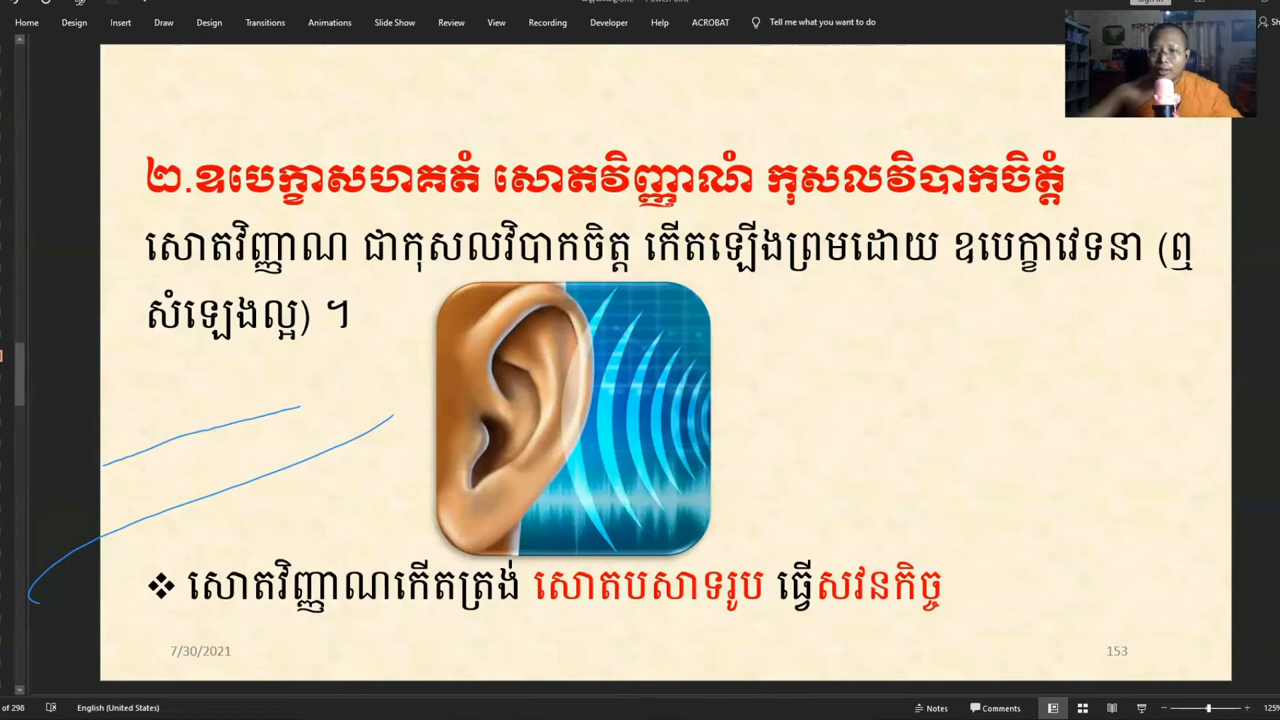 Home Design Insert Draw Design Transitions Animations Slide Show Review View Recording Developer Help ACROBAT Tell me what you want to do
២.ឧបេក្ខាសហគតំ សោតវិញ្ញាណំ កុសលវិបាកចិត្តំ
សោតវិញ្ញាណ ជាកុសលវិបាកចិត្ត កើតឡើងព្រមដោយ ឧបេក្ខាវេទនា (ឮ
សំឡេងល្អ) ។
❖ សោតវិញ្ញាណកើតត្រង់ សោតបសាទរូប ធ្វើសវនកិច្ច
7/30/2021 153
of 298 English (United States) Notes Comments 125%